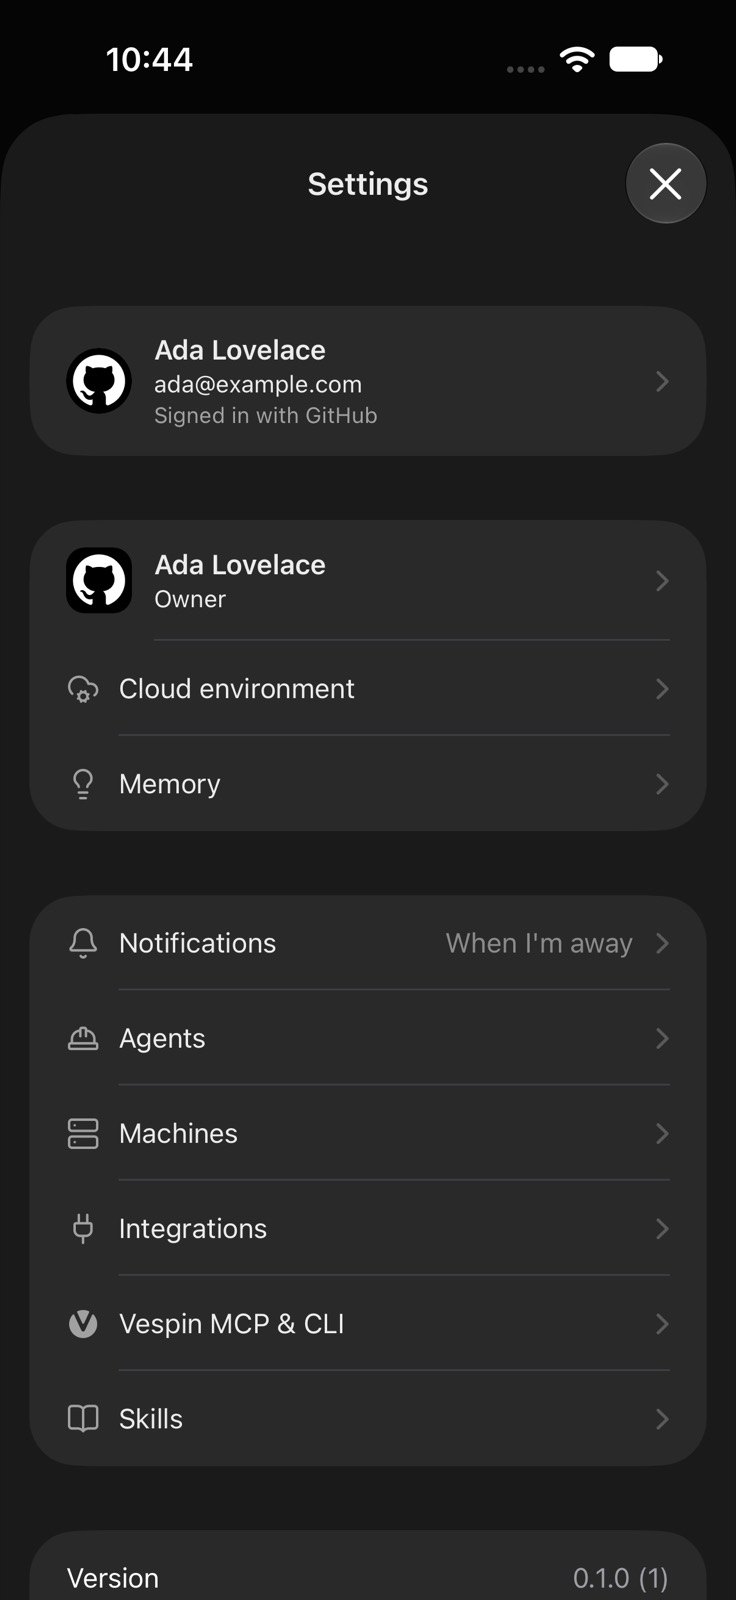 10:44
Settings
Ada Lovelace
ada@example.com
Signed in with GitHub
Ada Lovelace
Owner
Cloud environment
Memory
Notifications When I'm away
Agents
Machines
Integrations
Vespin MCP & CLI
Skills
Version 0.1.0 (1)